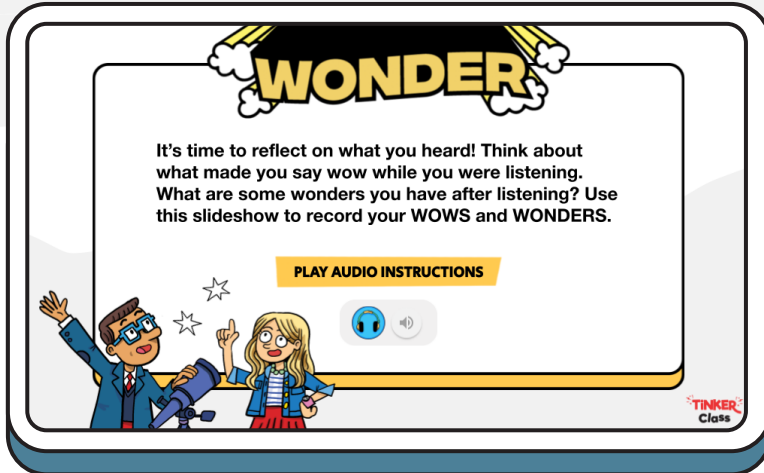 WONDER
It's time to reflect on what you heard! Think about
what made you say wow while you were listening.
What are some wonders you have after listening? Use
this slideshow to record your WOWS and WONDERS.
PLAY AUDIO INSTRUCTIONS
TiNKER
Class